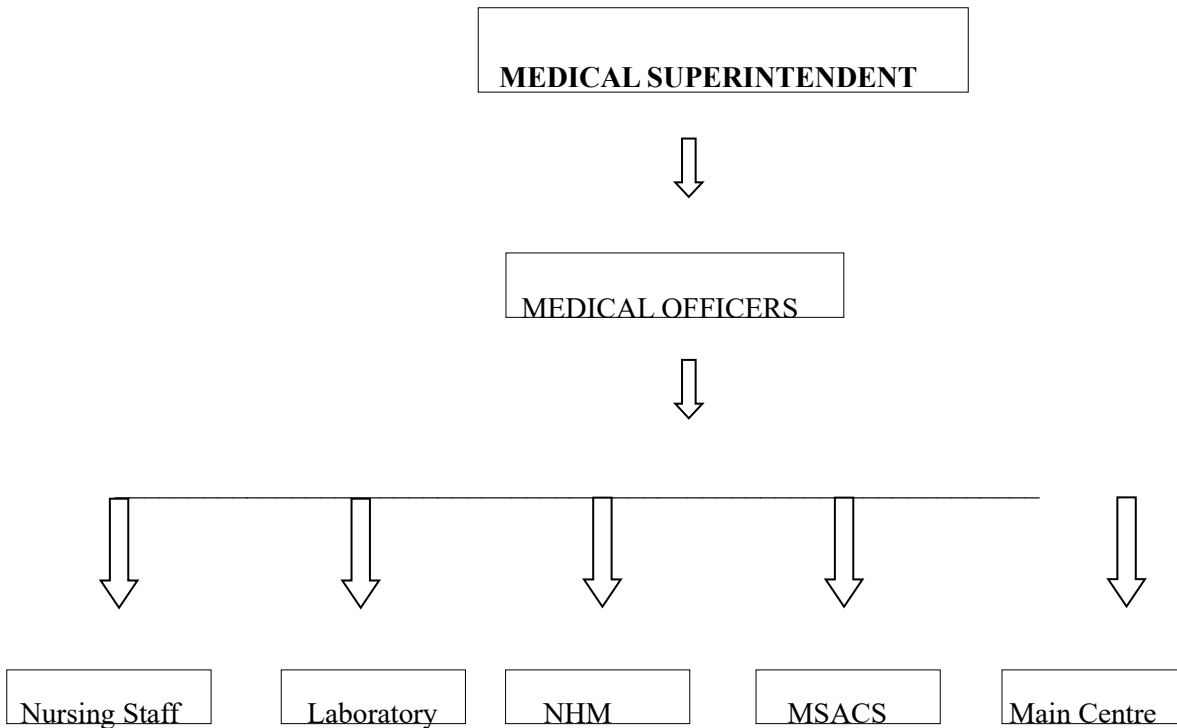 MEDICAL SUPERINTENDENT
MEDICAL OFFICERS
Nursing Staff
Laboratory
NHM
MSACS
Main Centre